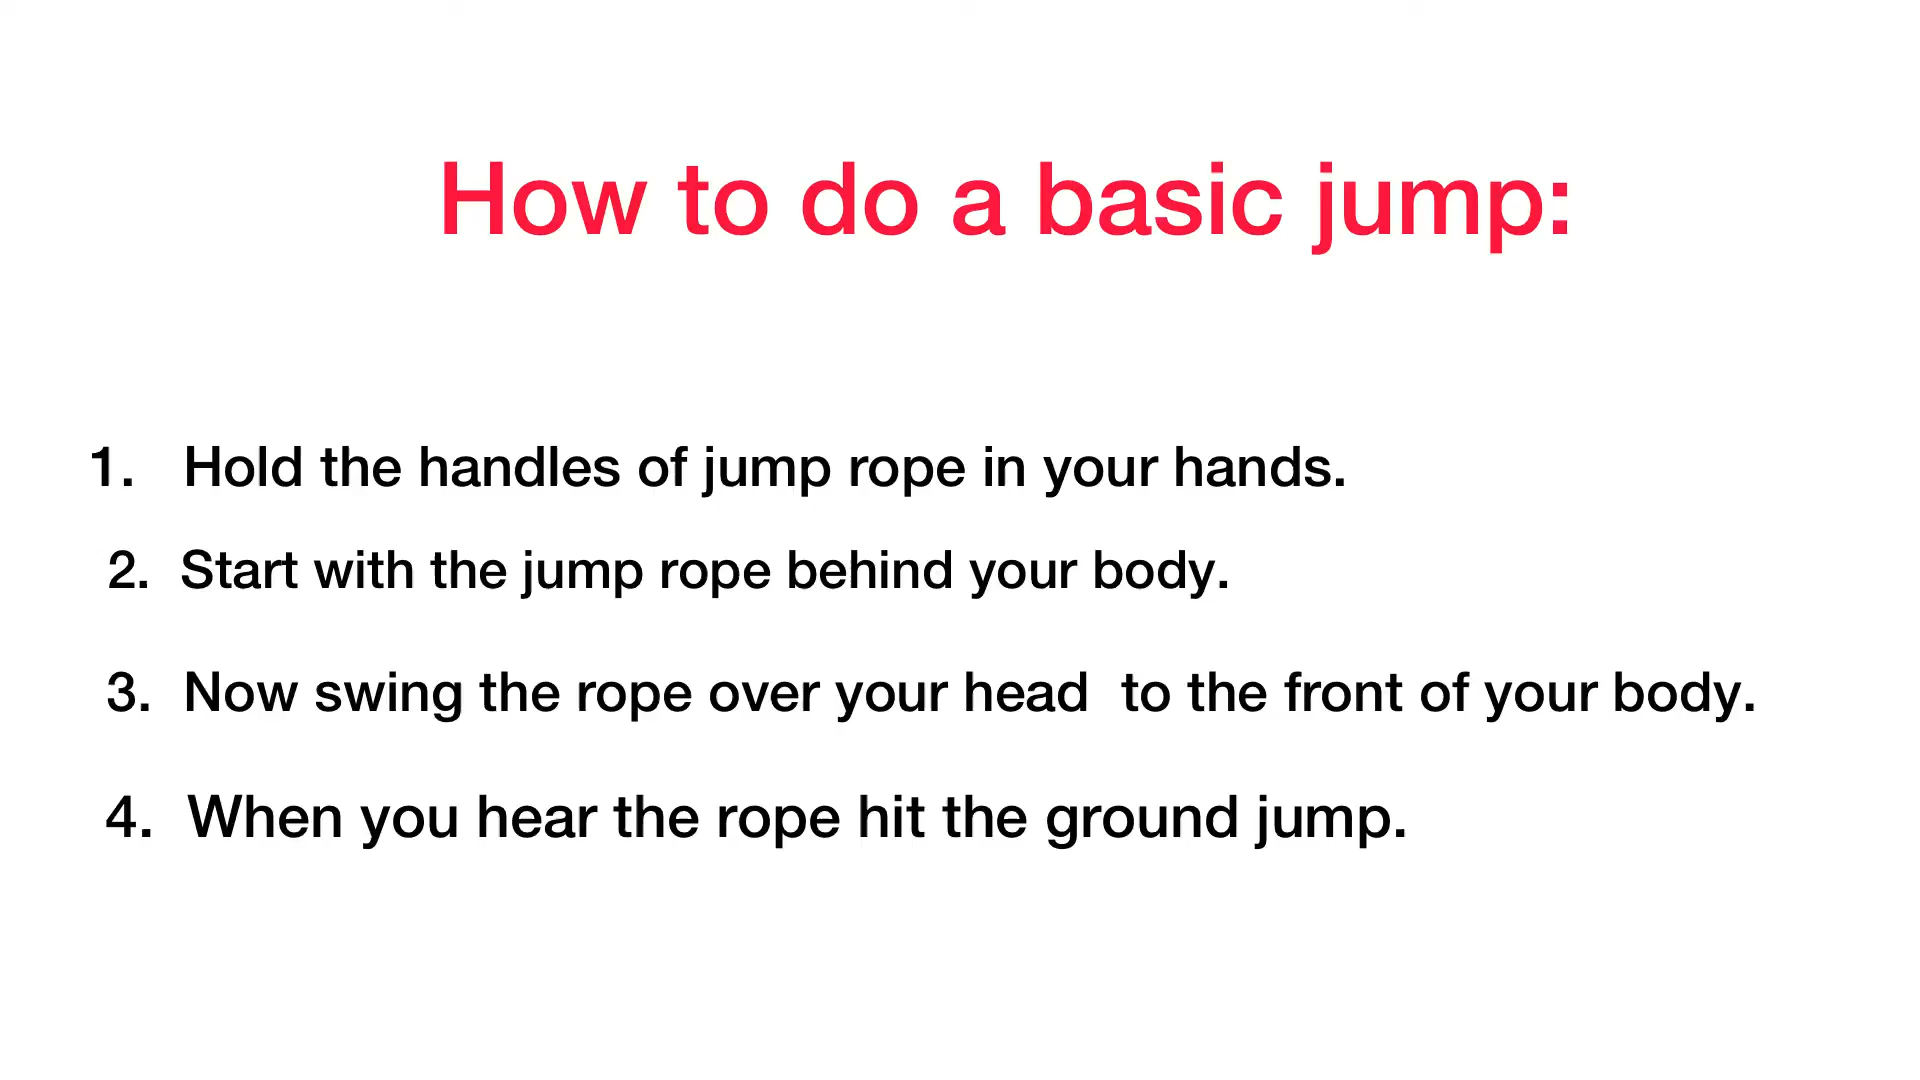 How to do a basic jump:
1. Hold the handles of jump rope in your hands.
2. Start with the jump rope behind your body.
3. Now swing the rope over your head  to the front of your body.
4. When you hear the rope hit the ground jump.